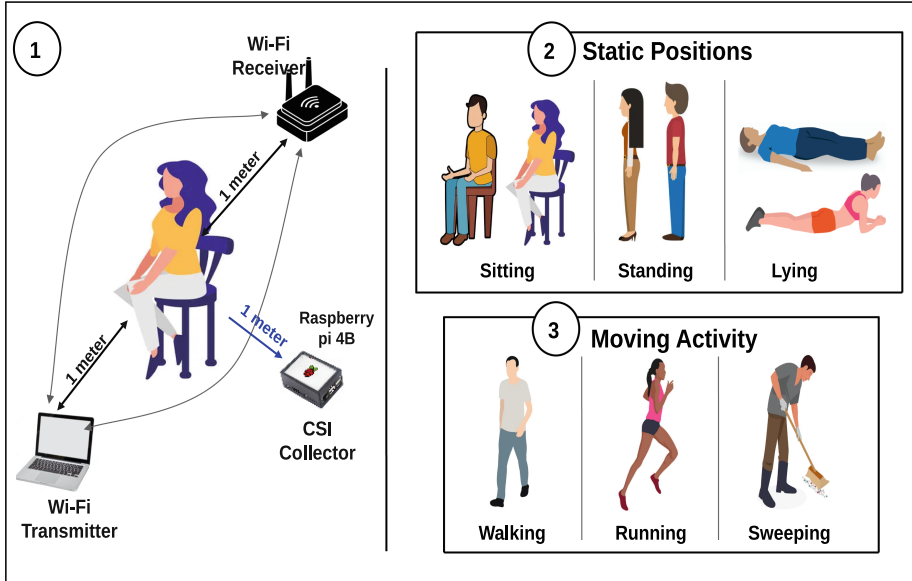 1
Wi-Fi
Receiver
1 meter
1 meter
1 meter
Raspberry
pi 4B
CSI
Collector
Wi-Fi
Transmitter
2
Static Positions
Sitting
Standing
Lying
3
Moving Activity
Walking
Running
Sweeping